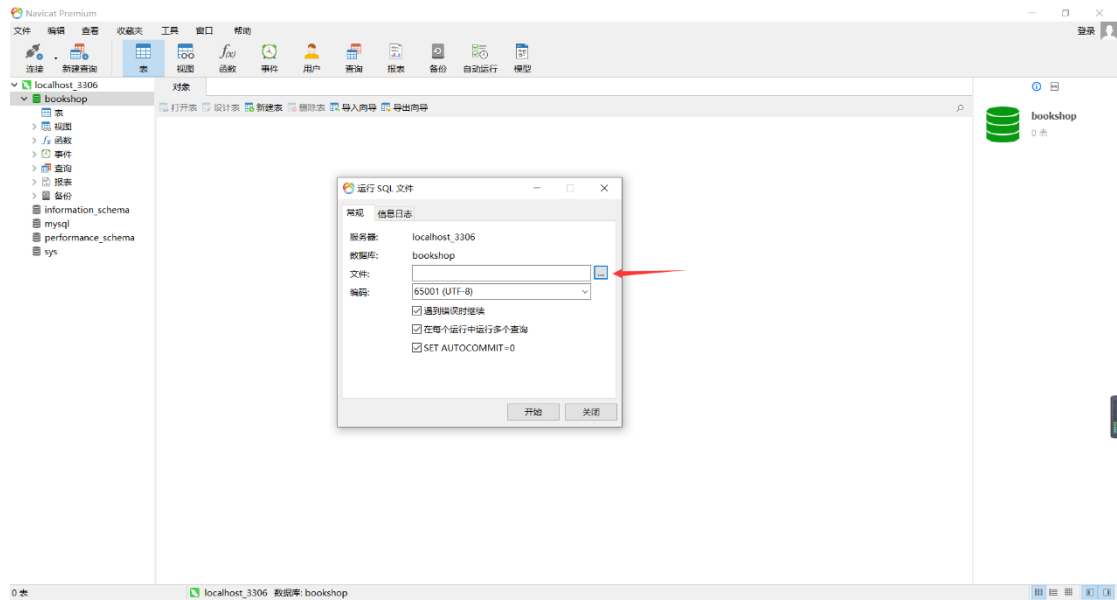 Navicat Premium
文件 编辑 查看 收藏夹 工具 窗口 帮助 登录
连接 新建查询 表 视图 函数 事件 用户 查询 报表 备份 自动运行 模型
localhost_3306
bookshop
表
视图
函数
事件
查询
报表
备份
information_schema
mysql
performance_schema
sys
对象
打开表 设计表 新建表 删除表 导入向导 导出向导
运行 SQL 文件
常规 信息日志
服务器: localhost_3306
数据库: bookshop
文件: ...
编码: 65001 (UTF-8)
遇到错误时继续
在每个运行中运行多个查询
SET AUTOCOMMIT=0
开始 关闭
bookshop
0 表
0 表 localhost_3306 数据库: bookshop